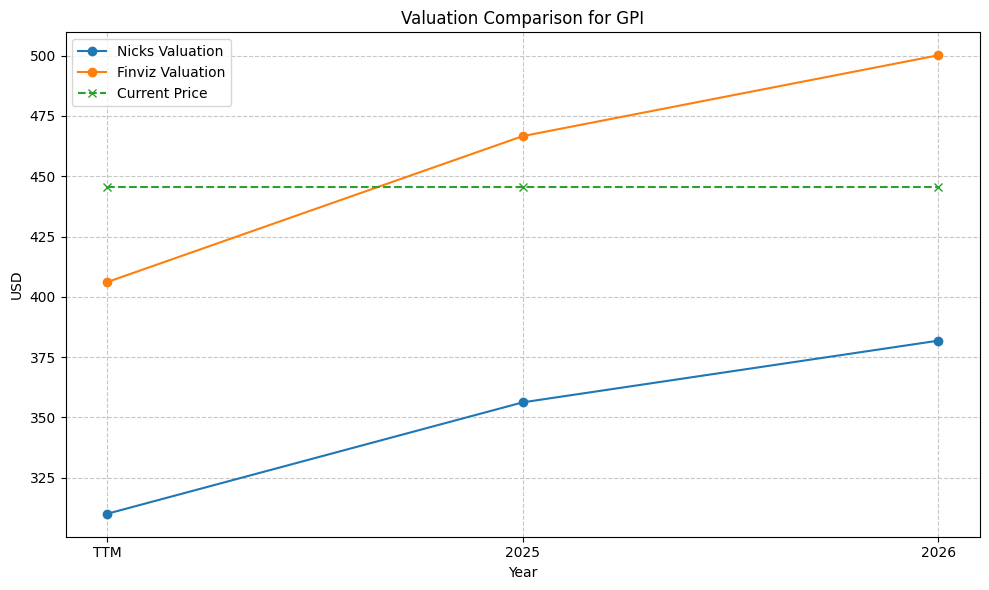 Valuation Comparison for GPI
Nicks Valuation
Finviz Valuation
Current Price
500
475
450
425
400
375
350
325
USD
TTM
2025
2026
Year